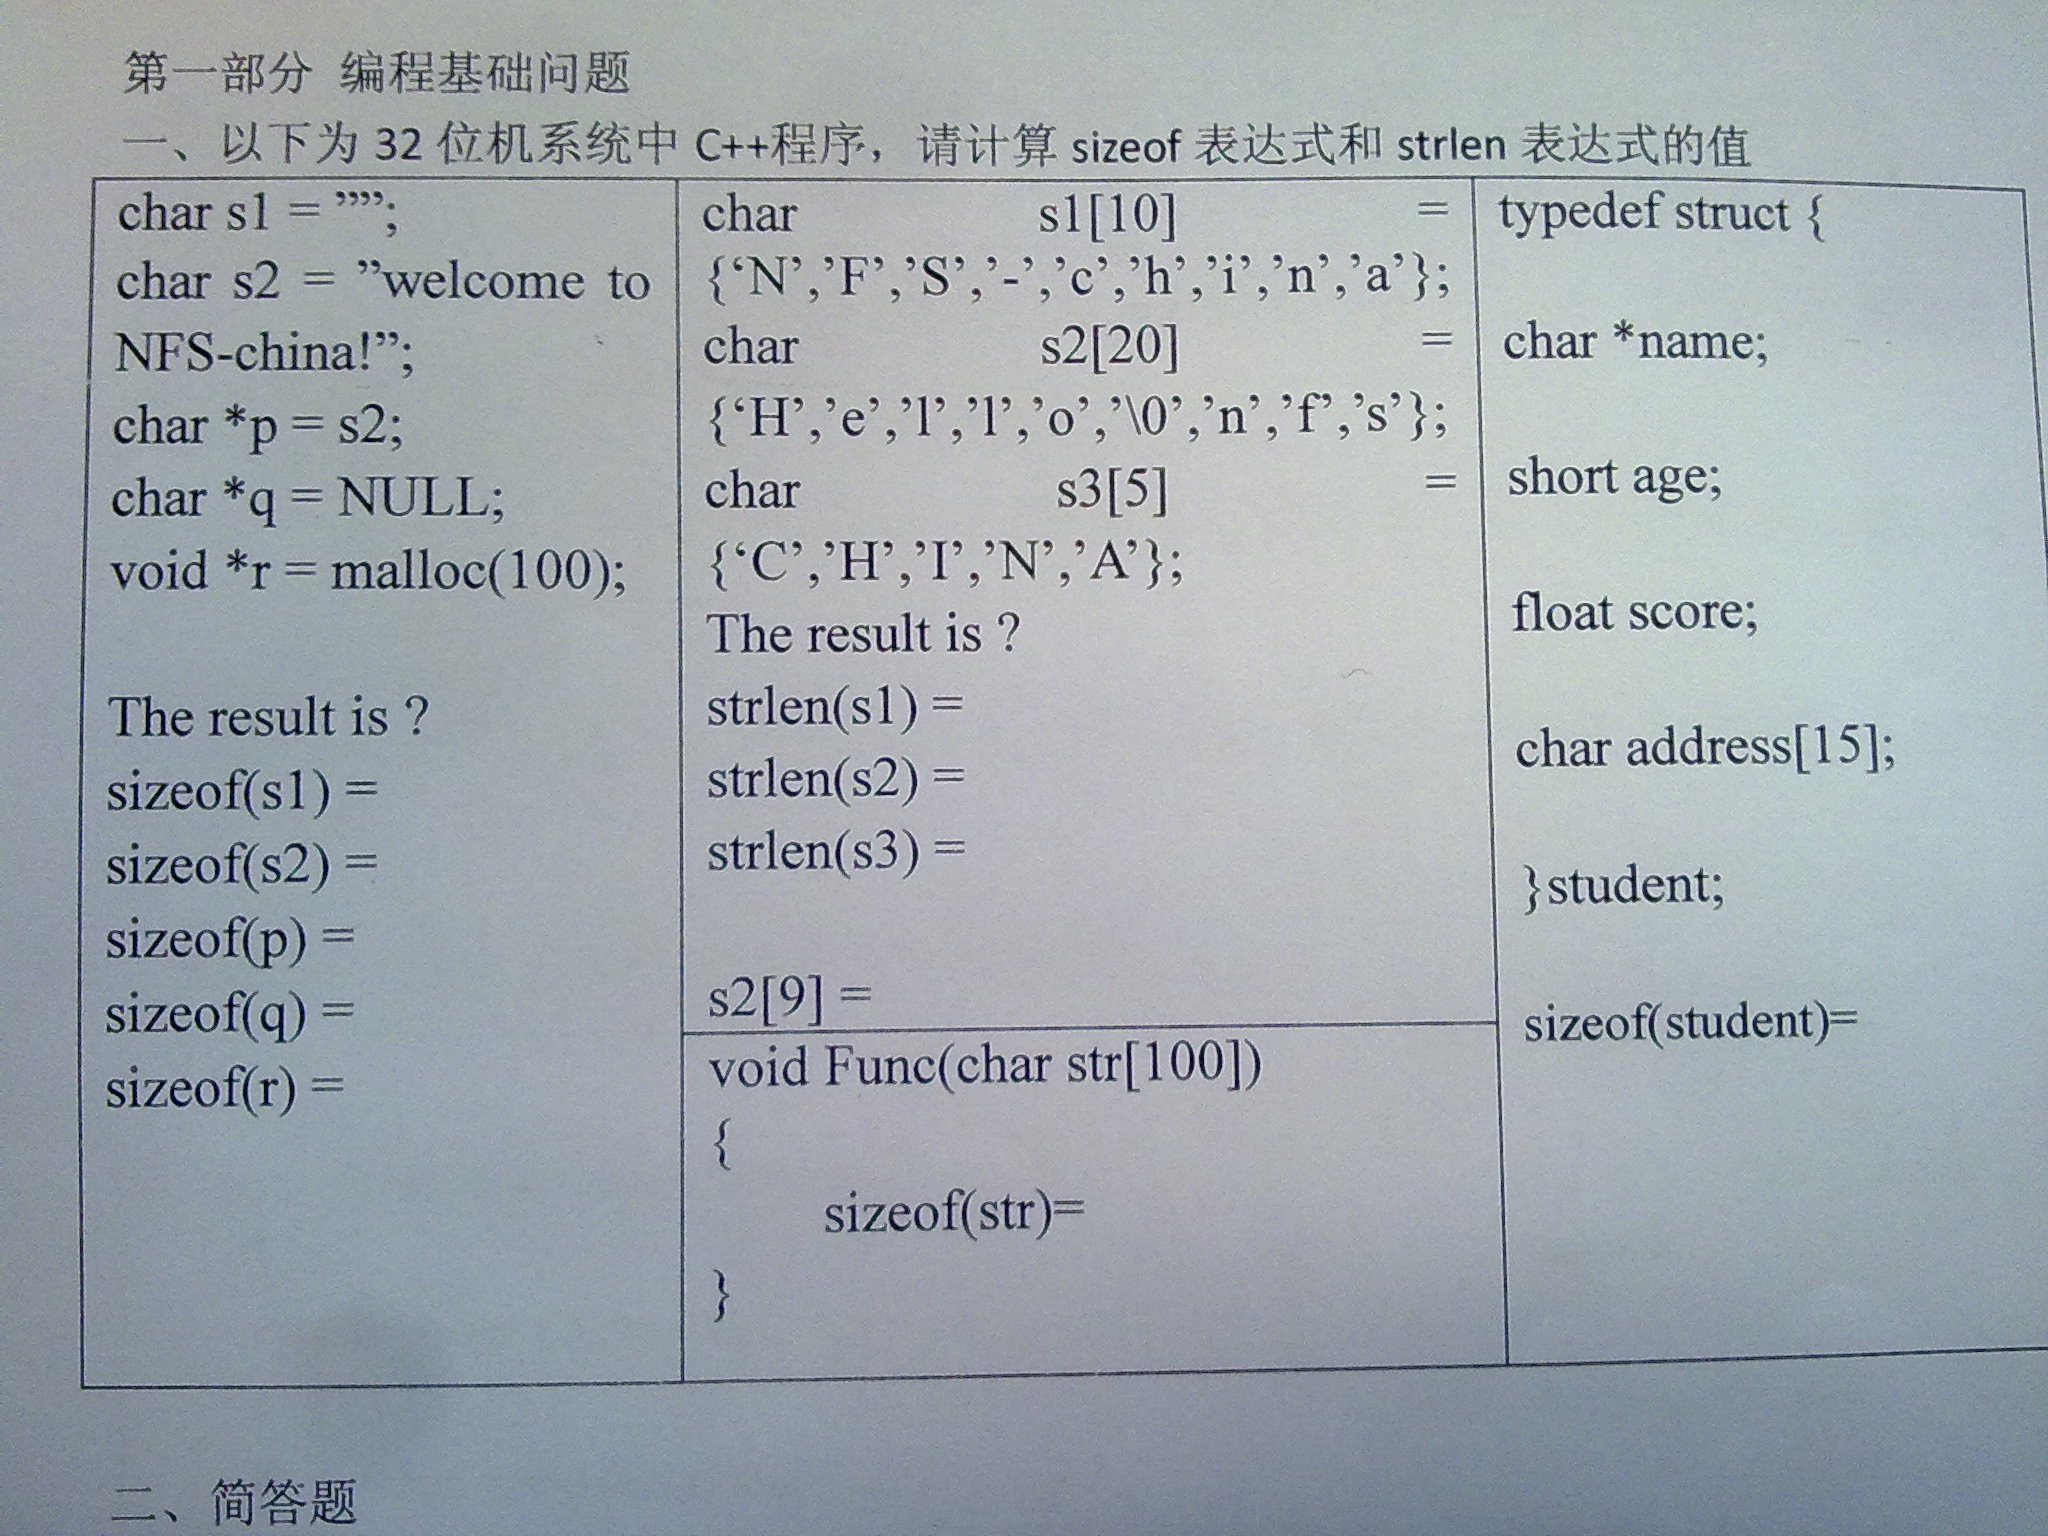 第一部分 编程基础问题
一、以下为 32 位机系统中 C++程序，请计算 sizeof 表达式和 strlen 表达式的值
char s1 = ””;
char s2 = ”welcome to
NFS-china!”;
char *p = s2;
char *q = NULL;
void *r = malloc(100);
The result is ?
sizeof(s1) =
sizeof(s2) =
sizeof(p) =
sizeof(q) =
sizeof(r) =
char s1[10] =
{‘N’,’F’,’S’,’-’,’c’,’h’,’i’,’n’,’a’};
char s2[20] =
{‘H’,’e’,’l’,’l’,’o’,’\0’,’n’,’f’,’s’};
char s3[5] =
{‘C’,’H’,’I’,’N’,’A’};
The result is ?
strlen(s1) =
strlen(s2) =
strlen(s3) =
s2[9] =
void Func(char str[100])
{
sizeof(str)=
}
typedef struct {
char *name;
short age;
float score;
char address[15];
}student;
sizeof(student)=
二、简答题